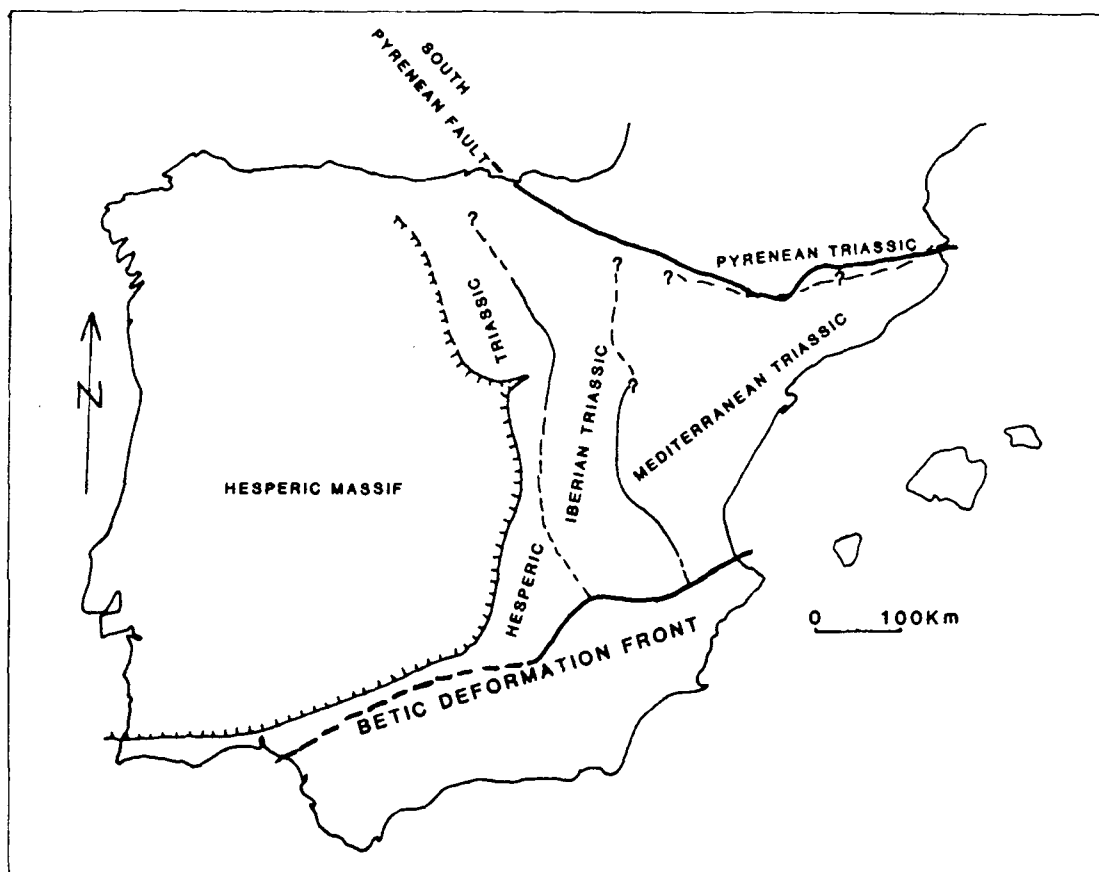 SOUTH
PYRENEAN FAULT
?
?
?
PYRENEAN TRIASSIC
?
TRIASSIC
?
N
IBERIAN TRIASSIC
MEDITERRANEAN TRIASSIC
HESPERIC MASSIF
HESPERIC
0 100Km
BETIC DEFORMATION FRONT